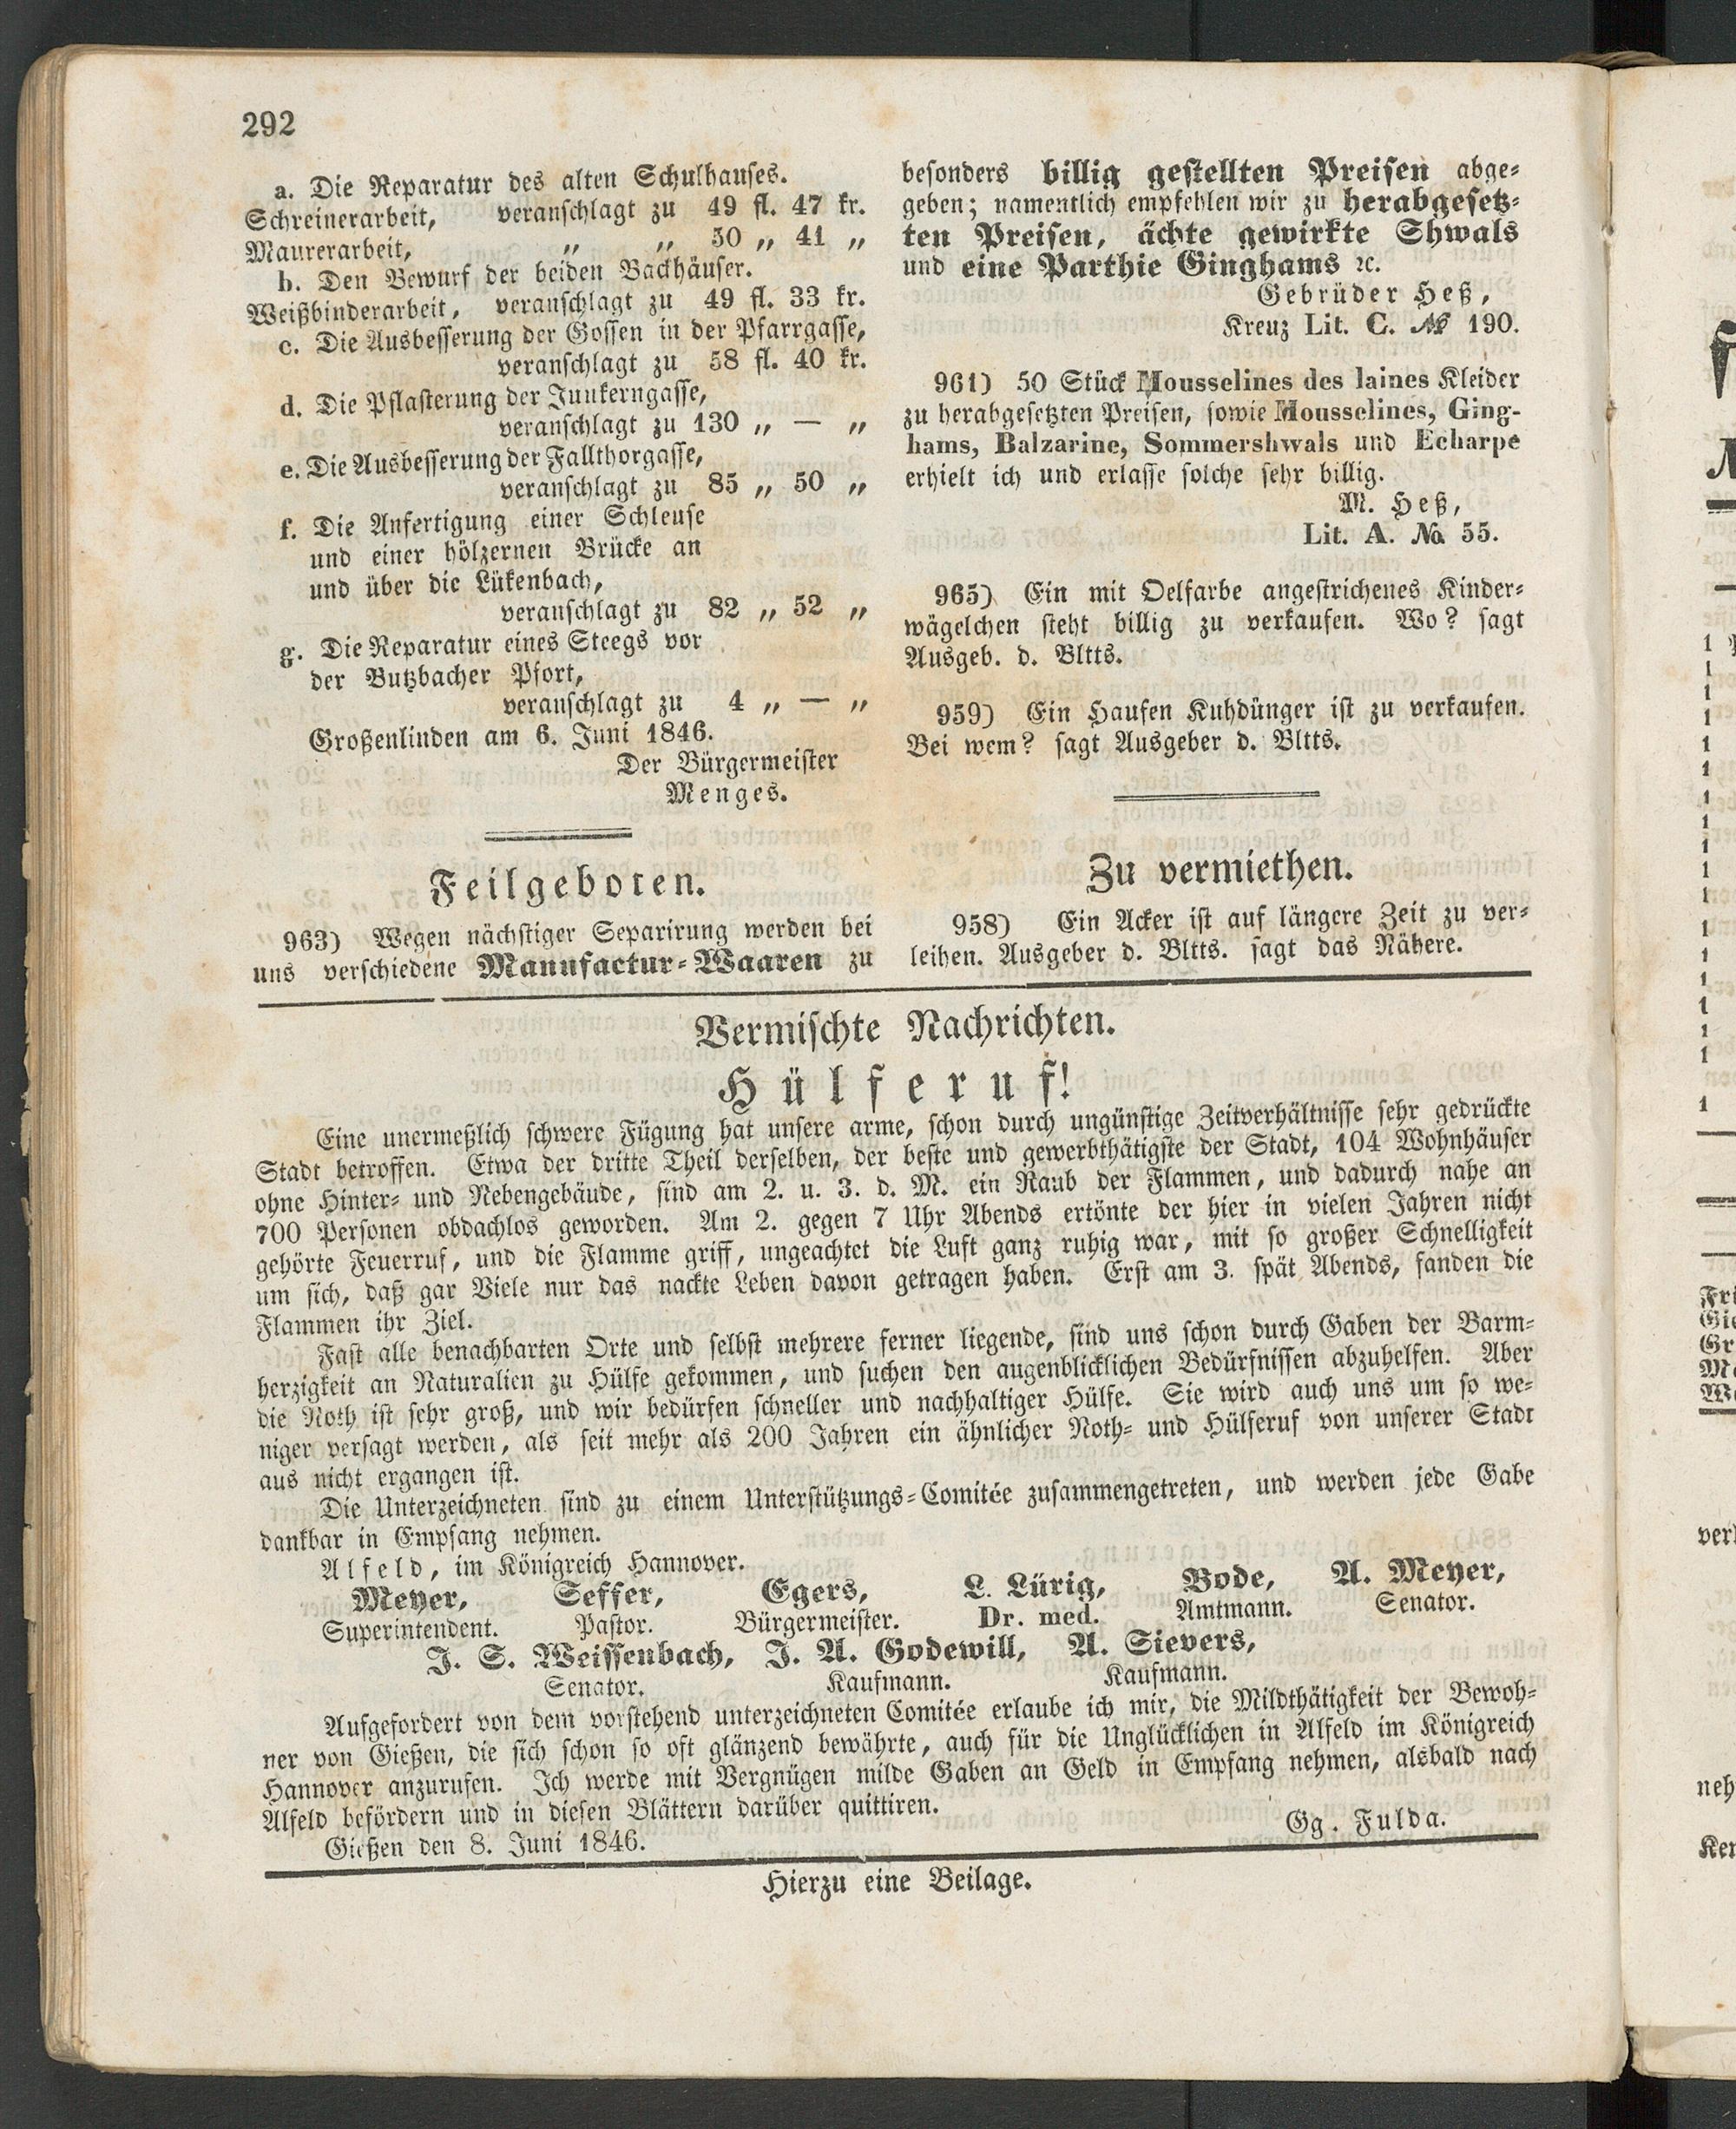 292
a. Die Reparatur des alten Schulhauses.
Schreinerarbeit, veranschlagt zu 49 fl. 47 kr.
Maurerarbeit, „ „ 50 „ 41 „
b. Den Bewurf der beiden Backhäuser.
Weißbinderarbeit, veranschlagt zu 49 fl. 33 kr.
c. Die Ausbesserung der Gossen in der Pfarrgasse,
veranschlagt zu 58 fl. 40 kr.
d. Die Pflasterung der Junkerngasse,
veranschlagt zu 130 „ — „
e. Die Ausbesserung der Fallthorgasse,
veranschlagt zu 85 „ 50 „
f. Die Anfertigung einer Schleuse
und einer hölzernen Brücke an
und über die Lükenbach,
veranschlagt zu 82 „ 52 „
g. Die Reparatur eines Steegs vor
der Butzbacher Pfort,
veranschlagt zu 4 „ — „
Großenlinden am 6. Juni 1846.
Der Bürgermeister
Menges.
Feilgeboten.
963) Wegen nächstiger Separirung werden bei
uns verschiedene Manufactur-Waaren zu
besonders billig gestellten Preisen abge-
geben; namentlich empfehlen wir zu herabgesetz-
ten Preisen, ächte gewirkte Shwals
und eine Parthie Ginghams ꝛc.
Gebrüder Heß,
Kreuz Lit. C. № 190.
961) 50 Stück Mousselines des laines Kleider
zu herabgesetzten Preisen, sowie Mousselines, Ging-
hams, Balzarine, Sommershwals und Echarpe
erhielt ich und erlasse solche sehr billig.
M. Heß,
Lit. A. № 55.
965) Ein mit Oelfarbe angestrichenes Kinder-
wägelchen steht billig zu verkaufen. Wo? sagt
Ausgeb. d. Bltts.
959) Ein Haufen Kuhdünger ist zu verkaufen.
Bei wem? sagt Ausgeber d. Bltts.
Zu vermiethen.
958) Ein Acker ist auf längere Zeit zu ver-
leihen. Ausgeber d. Bltts. sagt das Nähere.
Vermischte Nachrichten.
Hülferuf!
Eine unermeßlich schwere Fügung hat unsere arme, schon durch ungünstige Zeitverhältnisse sehr gedrückte
Stadt betroffen. Etwa der dritte Theil derselben, der beste und gewerbthätigste der Stadt, 104 Wohnhäuser
ohne Hinter- und Nebengebäude, sind am 2. u. 3. d. M. ein Raub der Flammen, und dadurch nahe an
700 Personen obdachlos geworden. Am 2. gegen 7 Uhr Abends ertönte der hier in vielen Jahren nicht
gehörte Feuerruf, und die Flamme griff, ungeachtet die Luft ganz ruhig war, mit so großer Schnelligkeit
um sich, daß gar Viele nur das nackte Leben davon getragen haben. Erst am 3. spät Abends, fanden die
Flammen ihr Ziel.
Fast alle benachbarten Orte und selbst mehrere ferner liegende, sind uns schon durch Gaben der Barm-
herzigkeit an Naturalien zu Hülfe gekommen, und suchen den augenblicklichen Bedürfnissen abzuhelfen. Aber
die Noth ist sehr groß, und wir bedürfen schneller und nachhaltiger Hülfe. Sie wird auch uns um so we-
niger versagt werden, als seit mehr als 200 Jahren ein ähnlicher Noth- und Hülferuf von unserer Stadt
aus nicht ergangen ist.
Die Unterzeichneten sind zu einem Unterstützungs-Comitée zusammengetreten, und werden jede Gabe
dankbar in Empfang nehmen.
Alfeld, im Königreich Hannover.
Meyer, Seffer, Egers, L. Lürig, Bode, A. Meyer,
Superintendent. Pastor. Bürgermeister. Dr. med. Amtmann. Senator.
J. S. Weissenbach, J. A. Godewill, A. Sievers,
Senator. Kaufmann. Kaufmann.
Aufgefordert von dem vorstehend unterzeichneten Comitée erlaube ich mir, die Mildthätigkeit der Bewoh-
ner von Gießen, die sich schon so oft glänzend bewährte, auch für die Unglücklichen in Alfeld im Königreich
Hannover anzurufen. Ich werde mit Vergnügen milde Gaben an Geld in Empfang nehmen, alsbald nach
Alfeld befördern und in diesen Blättern darüber quittiren.
Gießen den 8. Juni 1846.
Gg. Fulda.
Hierzu eine Beilage.